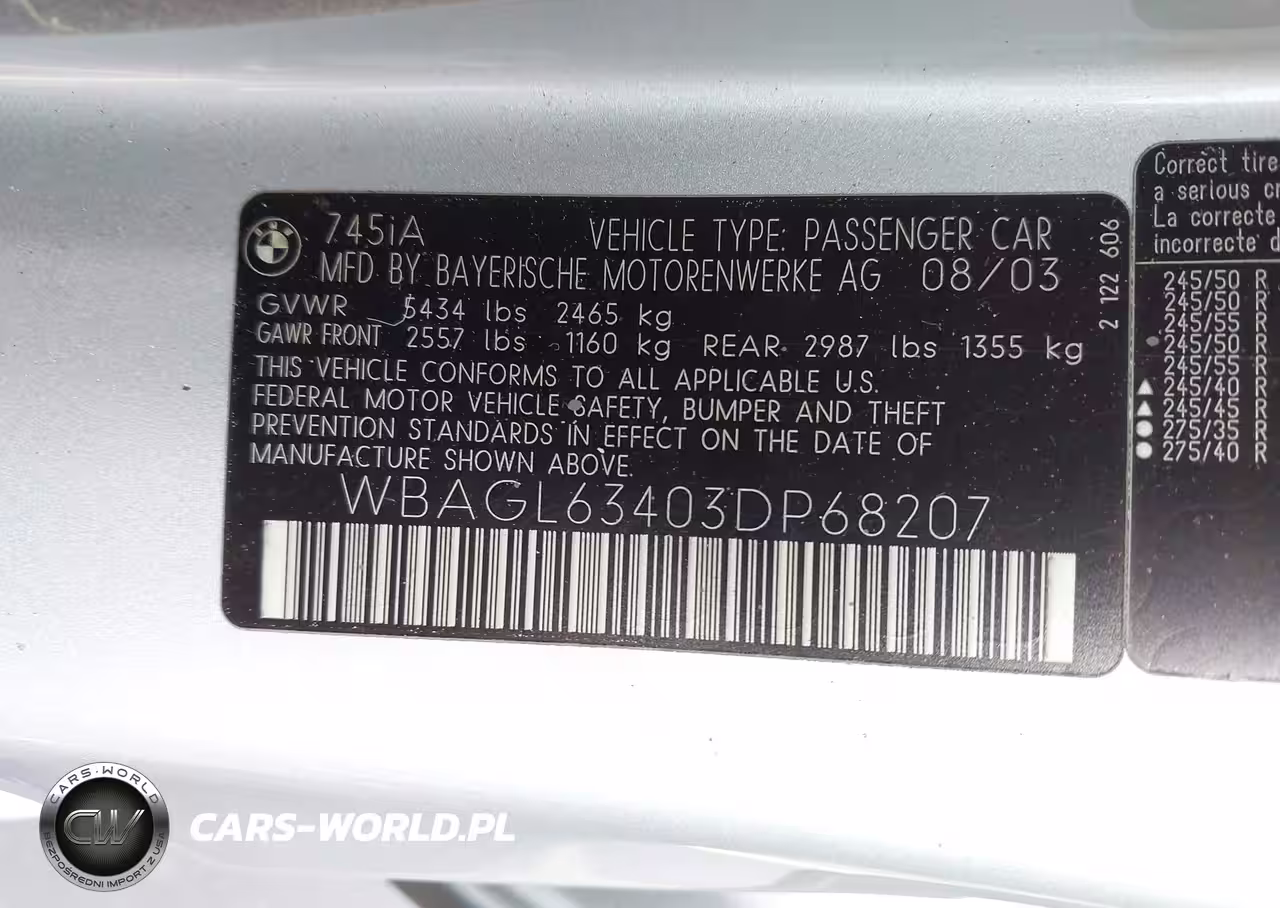 745iA
VEHICLE TYPE: PASSENGER CAR
MFD BY BAYERISCHE MOTORENWERKE AG 08/03
GVWR 5434 lbs 2465 kg
GAWR FRONT 2557 lbs 1160 kg REAR 2987 lbs 1355 kg
THIS VEHICLE CONFORMS TO ALL APPLICABLE U.S.
FEDERAL MOTOR VEHICLE SAFETY, BUMPER AND THEFT
PREVENTION STANDARDS IN EFFECT ON THE DATE OF
MANUFACTURE SHOWN ABOVE.
WBAGL63403DP68207
2 122 606
Correct tire
a serious cr
La correcte
incorrecte d
245/50 R
245/50 R
245/55 R
245/50 R
245/55 R
245/40 R
245/45 R
275/35 R
275/40 R
CARS-WORLD
CW
BEZPOŚREDNI IMPORT Z USA
CARS-WORLD.PL